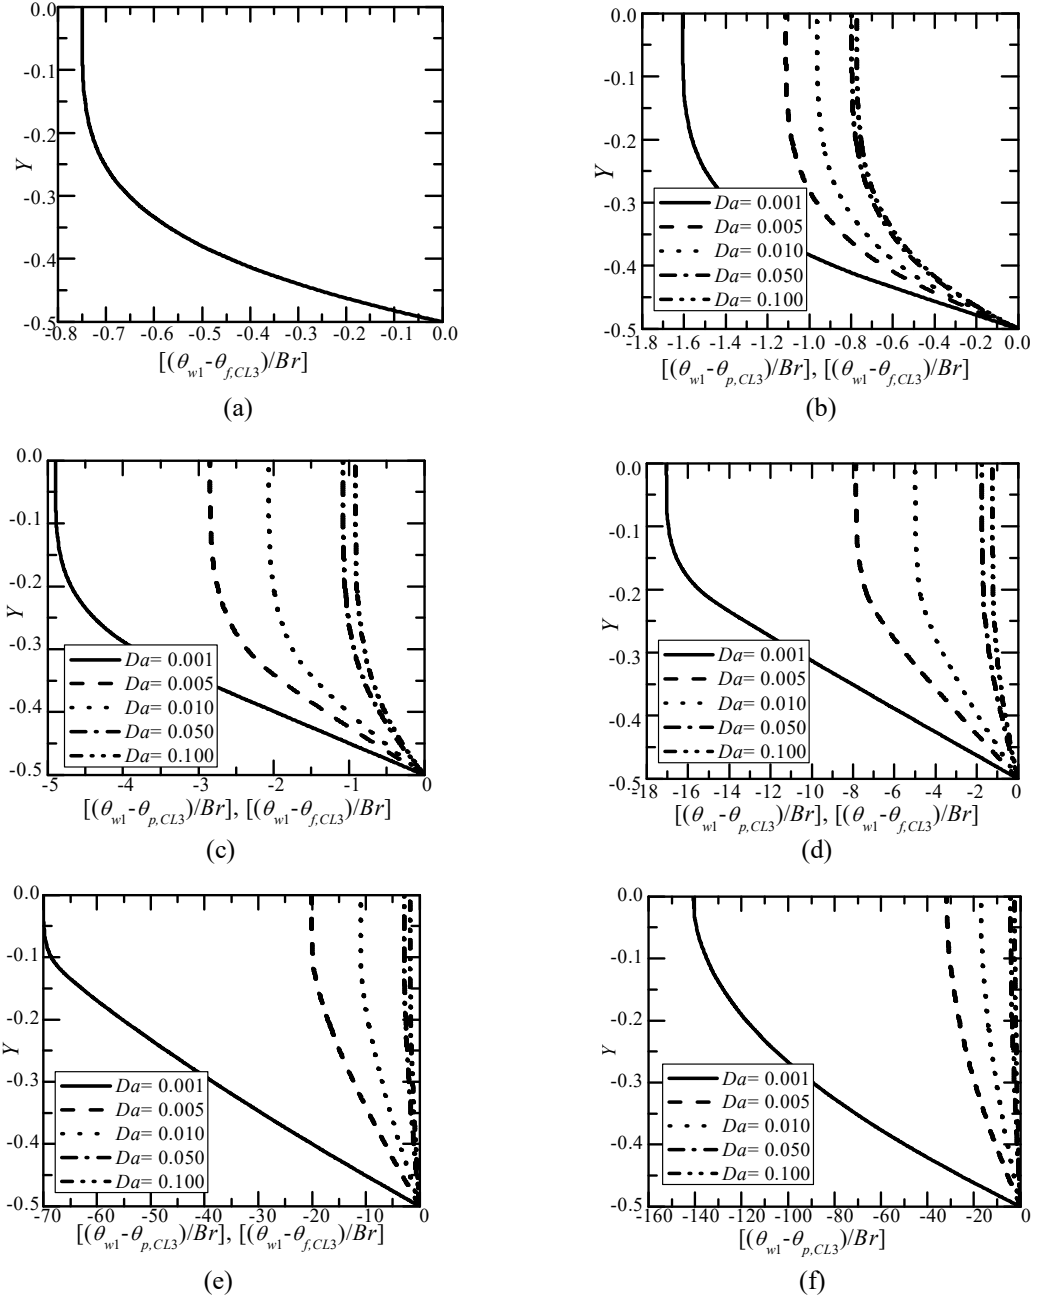 0.0
-0.1
-0.2
-0.3
-0.4
-0.5
Y
-0.8 -0.7 -0.6 -0.5 -0.4 -0.3 -0.2 -0.1 0.0
[(θw1-θf,CL3)/Br]
(a)
0.0
-0.1
-0.2
-0.3
-0.4
-0.5
Y
Da= 0.001
Da= 0.005
Da= 0.010
Da= 0.050
Da= 0.100
-1.8 -1.6 -1.4 -1.2 -1.0 -0.8 -0.6 -0.4 -0.2 0.0
[(θw1-θp,CL3)/Br], [(θw1-θf,CL3)/Br]
(b)
0.0
-0.1
-0.2
-0.3
-0.4
-0.5
Y
Da= 0.001
Da= 0.005
Da= 0.010
Da= 0.050
Da= 0.100
-5 -4 -3 -2 -1 0
[(θw1-θp,CL3)/Br], [(θw1-θf,CL3)/Br]
(c)
0.0
-0.1
-0.2
-0.3
-0.4
-0.5
Y
Da= 0.001
Da= 0.005
Da= 0.010
Da= 0.050
Da= 0.100
-18 -16 -14 -12 -10 -8 -6 -4 -2 0
[(θw1-θp,CL3)/Br], [(θw1-θf,CL3)/Br]
(d)
0.0
-0.1
-0.2
-0.3
-0.4
-0.5
Y
Da= 0.001
Da= 0.005
Da= 0.010
Da= 0.050
Da= 0.100
-70 -60 -50 -40 -30 -20 -10 0
[(θw1-θp,CL3)/Br], [(θw1-θf,CL3)/Br]
(e)
0.0
-0.1
-0.2
-0.3
-0.4
-0.5
Y
Da= 0.001
Da= 0.005
Da= 0.010
Da= 0.050
Da= 0.100
-160 -140 -120 -100 -80 -60 -40 -20 0
[(θw1-θp,CL3)/Br]
(f)